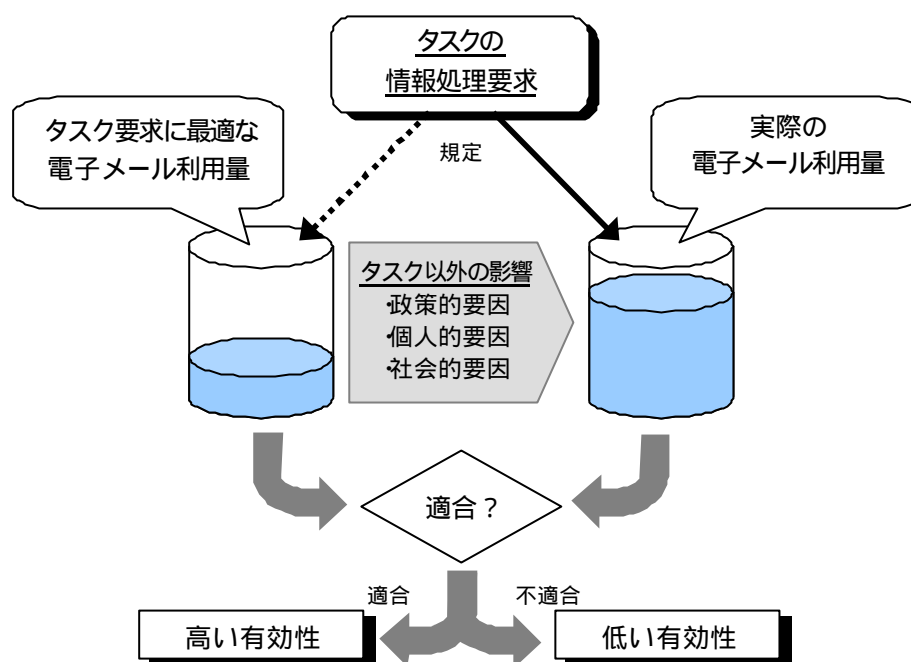 タスクの
情報処理要求
タスク要求に最適な
電子メール利用量
実際の
電子メール利用量
規定
タスク以外の影響
・政策的要因
・個人的要因
・社会的要因
適合？
適合
不適合
高い有効性
低い有効性